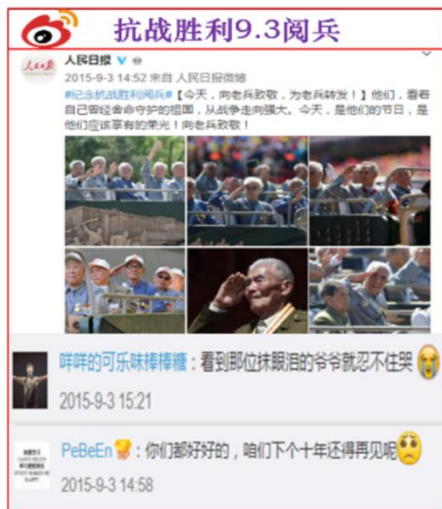 抗战胜利9.3阅兵
人民日报
人民日报
2015-9-3 14:52 来自 人民日报微博
#纪念抗战胜利阅兵#【今天，向老兵致敬，为老兵转发！】他们，看着
自己曾经舍命守护的祖国，从战争走向强大。今天，是他们的节日，是
他们应该享有的荣光！向老兵致敬！
咩咩的可乐味棒棒糖：看到那位抹眼泪的爷爷就忍不住哭
2015-9-3 15:21
PeBeEn：你们都好好的，咱们下个十年还得再见呢
2015-9-3 14:58